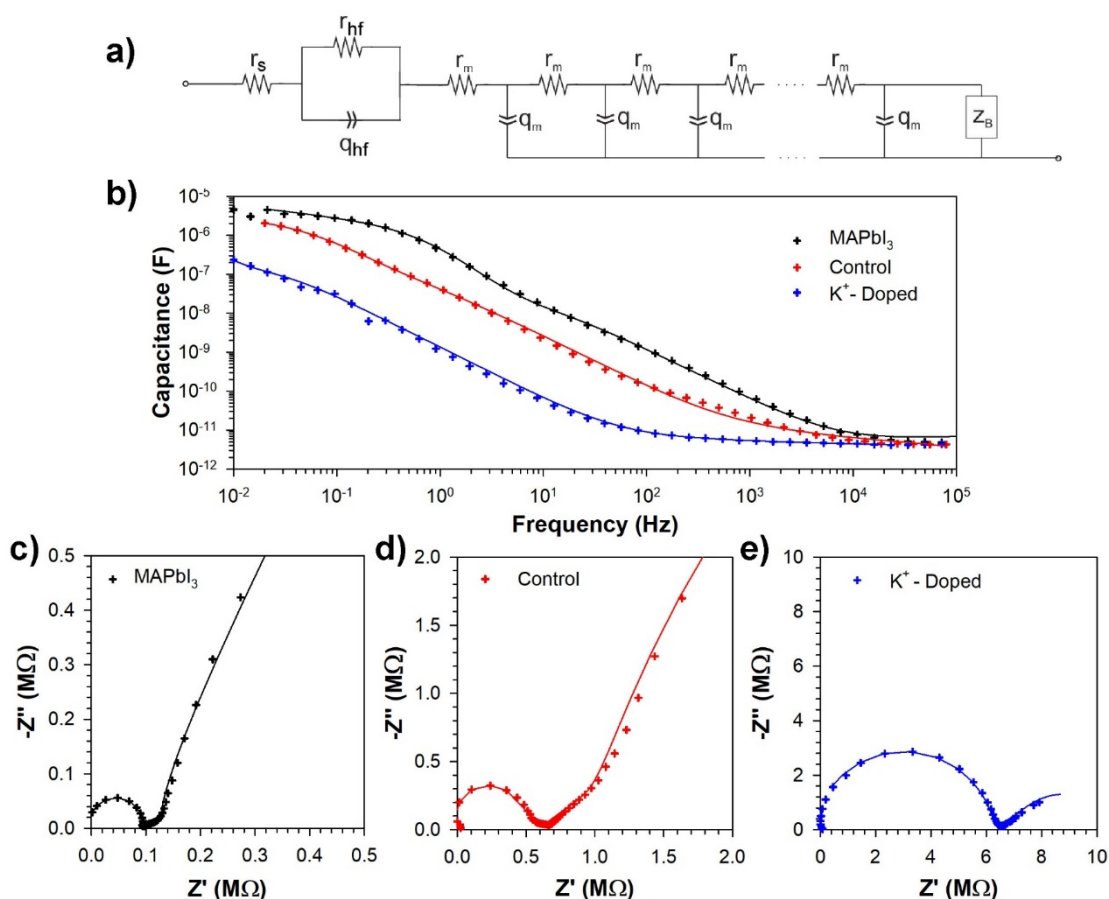 a)
r_s
r_hf
q_hf
r_m r_m r_m r_m r_m
q_m q_m q_m q_m Z_B
b)
Capacitance (F)
10^-5
10^-6
10^-7
10^-8
10^-9
10^-10
10^-11
10^-12
MAPbI₃
Control
K⁺- Doped
10^-2 10^-1 10^0 10^1 10^2 10^3 10^4 10^5
Frequency (Hz)
c)
-Z'' (MΩ)
0.5
0.4
0.3
0.2
0.1
0.0
MAPbI₃
0.0 0.1 0.2 0.3 0.4 0.5
Z' (MΩ)
d)
-Z'' (MΩ)
2.0
1.5
1.0
0.5
0.0
Control
0.0 0.5 1.0 1.5 2.0
Z' (MΩ)
e)
-Z'' (MΩ)
10
8
6
4
2
0
K⁺- Doped
0 2 4 6 8 10
Z' (MΩ)